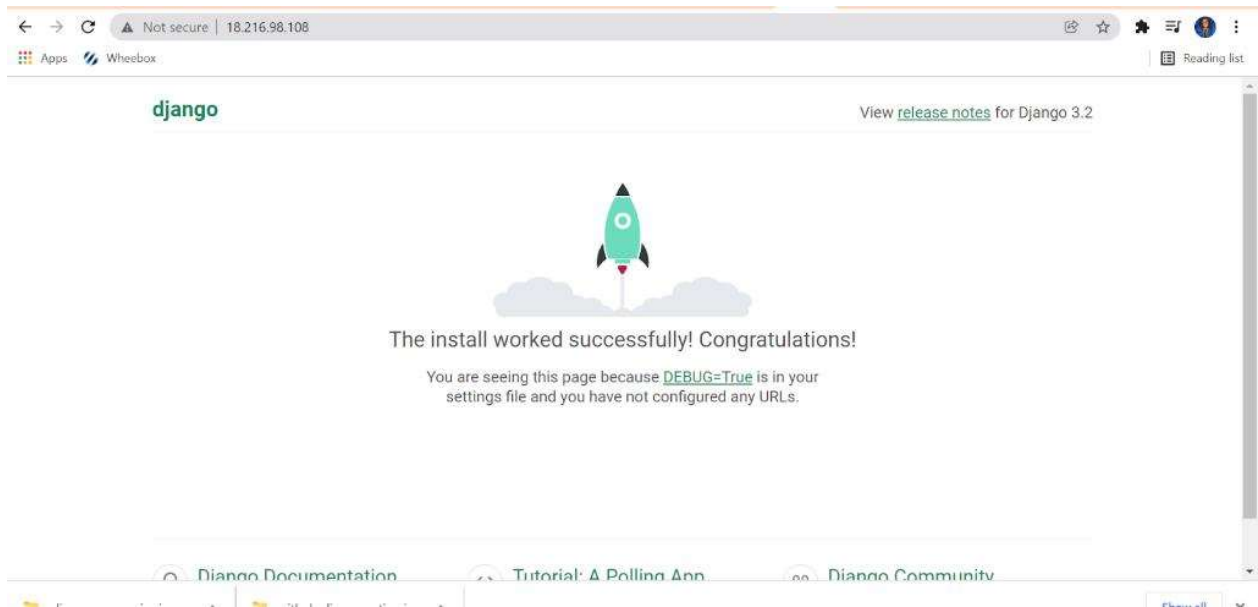 Not secure | 18.216.98.108
Apps Wheebox Reading list
django
View release notes for Django 3.2
The install worked successfully! Congratulations!
You are seeing this page because DEBUG=True is in your
settings file and you have not configured any URLs.
Django Documentation
Tutorial: A Polling App
Django Community
Show all